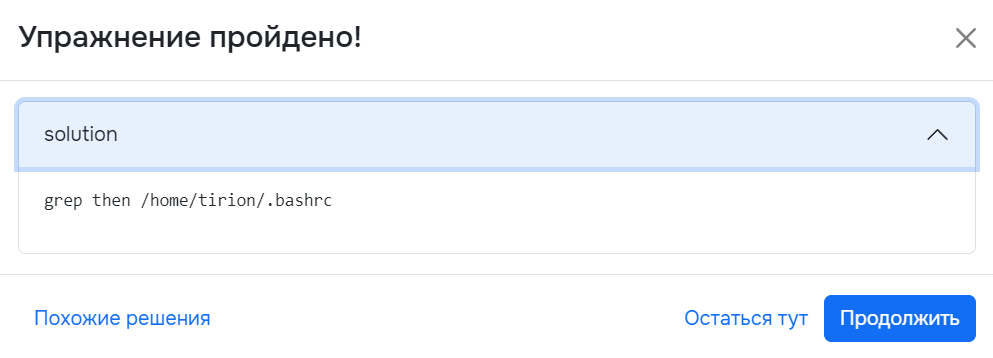 Упражнение пройдено!
solution
grep then /home/tirion/.bashrc
Похожие решения
Остаться тут
Продолжить